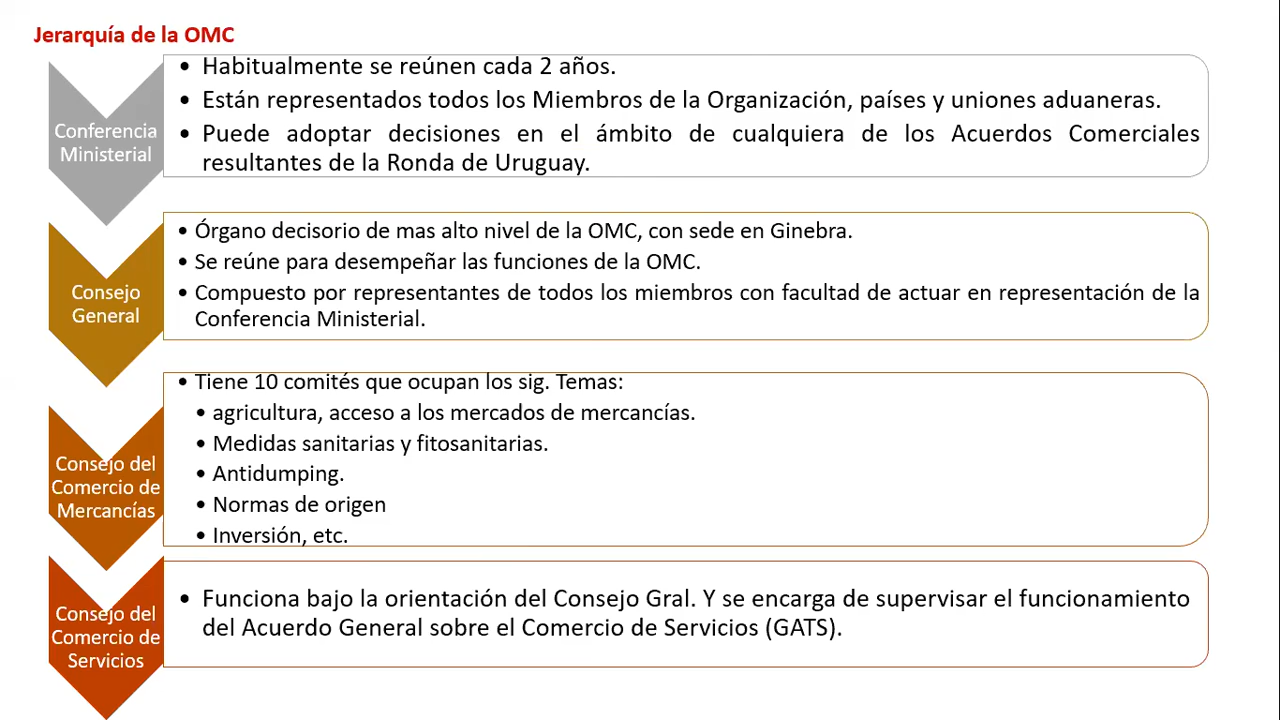 Jerarquía de la OMC
Conferencia
Ministerial
• Habitualmente se reúnen cada 2 años.
• Están representados todos los Miembros de la Organización, países y uniones aduaneras.
• Puede adoptar decisiones en el ámbito de cualquiera de los Acuerdos Comerciales
resultantes de la Ronda de Uruguay.
Consejo
General
• Órgano decisorio de mas alto nivel de la OMC, con sede en Ginebra.
• Se reúne para desempeñar las funciones de la OMC.
• Compuesto por representantes de todos los miembros con facultad de actuar en representación de la
Conferencia Ministerial.
Consejo del
Comercio de
Mercancías
• Tiene 10 comités que ocupan los sig. Temas:
• agricultura, acceso a los mercados de mercancías.
• Medidas sanitarias y fitosanitarias.
• Antidumping.
• Normas de origen
• Inversión, etc.
Consejo del
Comercio de
Servicios
• Funciona bajo la orientación del Consejo Gral. Y se encarga de supervisar el funcionamiento
del Acuerdo General sobre el Comercio de Servicios (GATS).